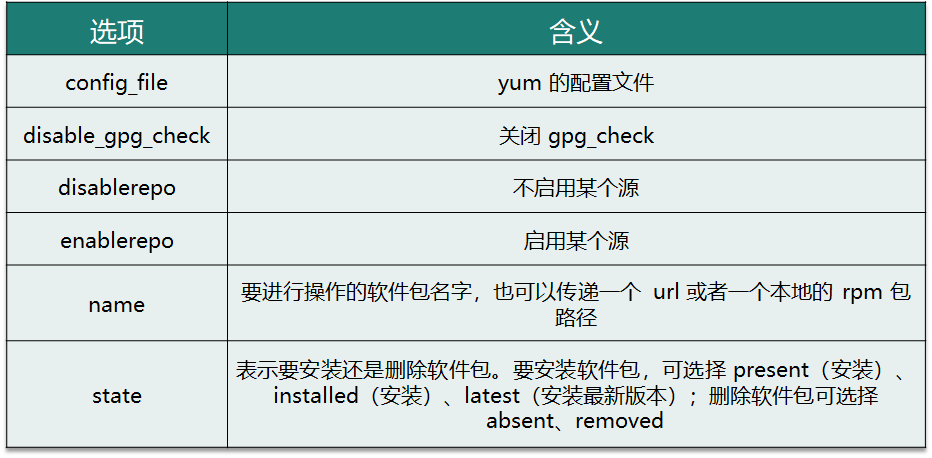 选项 含义
config_file yum 的配置文件
disable_gpg_check 关闭 gpg_check
disablerepo 不启用某个源
enablerepo 启用某个源
name 要进行操作的软件包名字，也可以传递一个 url 或者一个本地的 rpm 包
路径
state 表示要安装还是删除软件包。要安装软件包，可选择 present（安装）、
installed（安装）、latest（安装最新版本）；删除软件包可选择
absent、removed